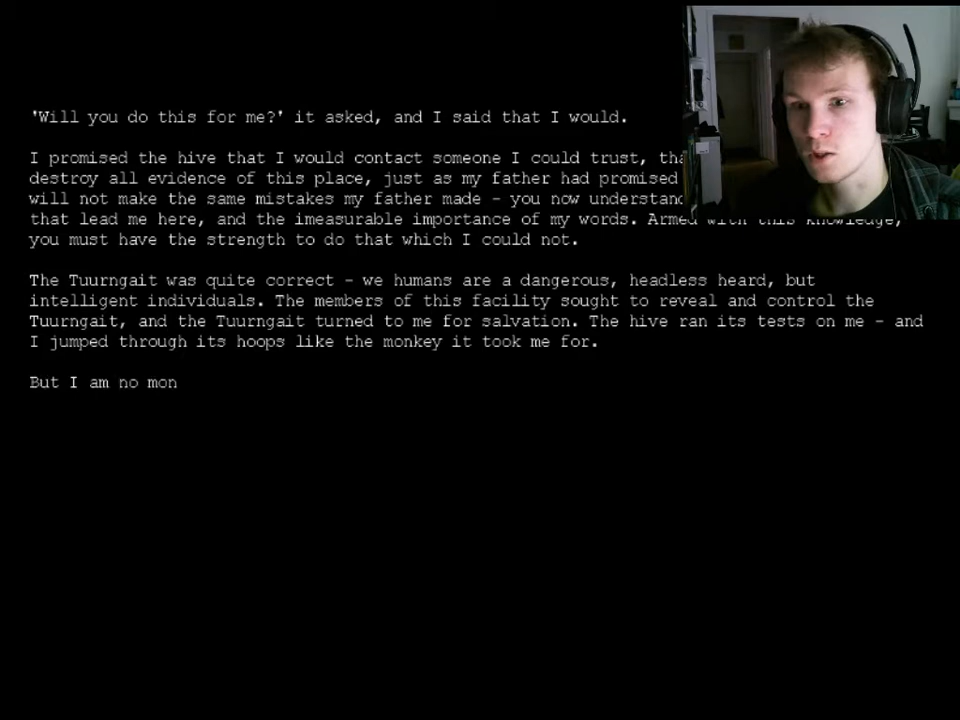 'Will you do this for me?' it asked, and I said that I would.
I promised the hive that I would contact someone I could trust,
destroy all evidence of this place, just as my father had promised
will not make the same mistakes my father made - you now understand
that lead me here, and the imeasurable importance of my words. Armed with this knowledge,
you must have the strength to do that which I could not.
The Tuurngait was quite correct - we humans are a dangerous, headless heard, but
intelligent individuals. The members of this facility sought to reveal and control the
Tuurngait, and the Tuurngait turned to me for salvation. The hive ran its tests on me - and
I jumped through its hoops like the monkey it took me for.
But I am no mon